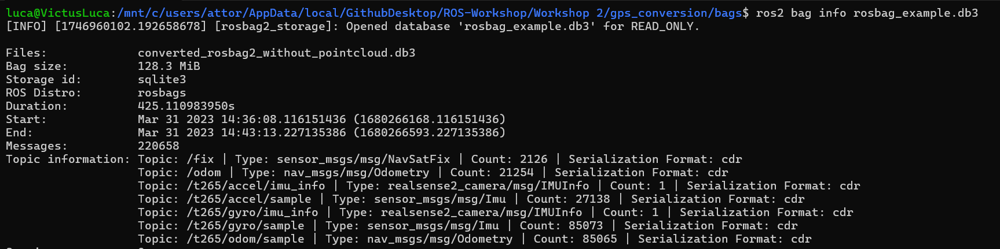 luca@VictusLuca:/mnt/c/users/attor/AppData/local/GithubDesktop/ROS-Workshop/Workshop 2/gps_conversion/bags$ ros2 bag info rosbag_example.db3
[INFO] [1746960102.192658678] [rosbag2_storage]: Opened database 'rosbag_example.db3' for READ_ONLY.
Files:             converted_rosbag2_without_pointcloud.db3
Bag size:          128.3 MiB
Storage id:        sqlite3
ROS Distro:        rosbags
Duration:          425.110983950s
Start:             Mar 31 2023 14:36:08.116151436 (1680266168.116151436)
End:               Mar 31 2023 14:43:13.227135386 (1680266593.227135386)
Messages:          220658
Topic information: Topic: /fix | Type: sensor_msgs/msg/NavSatFix | Count: 2126 | Serialization Format: cdr
                   Topic: /odom | Type: nav_msgs/msg/Odometry | Count: 21254 | Serialization Format: cdr
                   Topic: /t265/accel/imu_info | Type: realsense2_camera/msg/IMUInfo | Count: 1 | Serialization Format: cdr
                   Topic: /t265/accel/sample | Type: sensor_msgs/msg/Imu | Count: 27138 | Serialization Format: cdr
                   Topic: /t265/gyro/imu_info | Type: realsense2_camera/msg/IMUInfo | Count: 1 | Serialization Format: cdr
                   Topic: /t265/gyro/sample | Type: sensor_msgs/msg/Imu | Count: 85073 | Serialization Format: cdr
                   Topic: /t265/odom/sample | Type: nav_msgs/msg/Odometry | Count: 85065 | Serialization Format: cdr